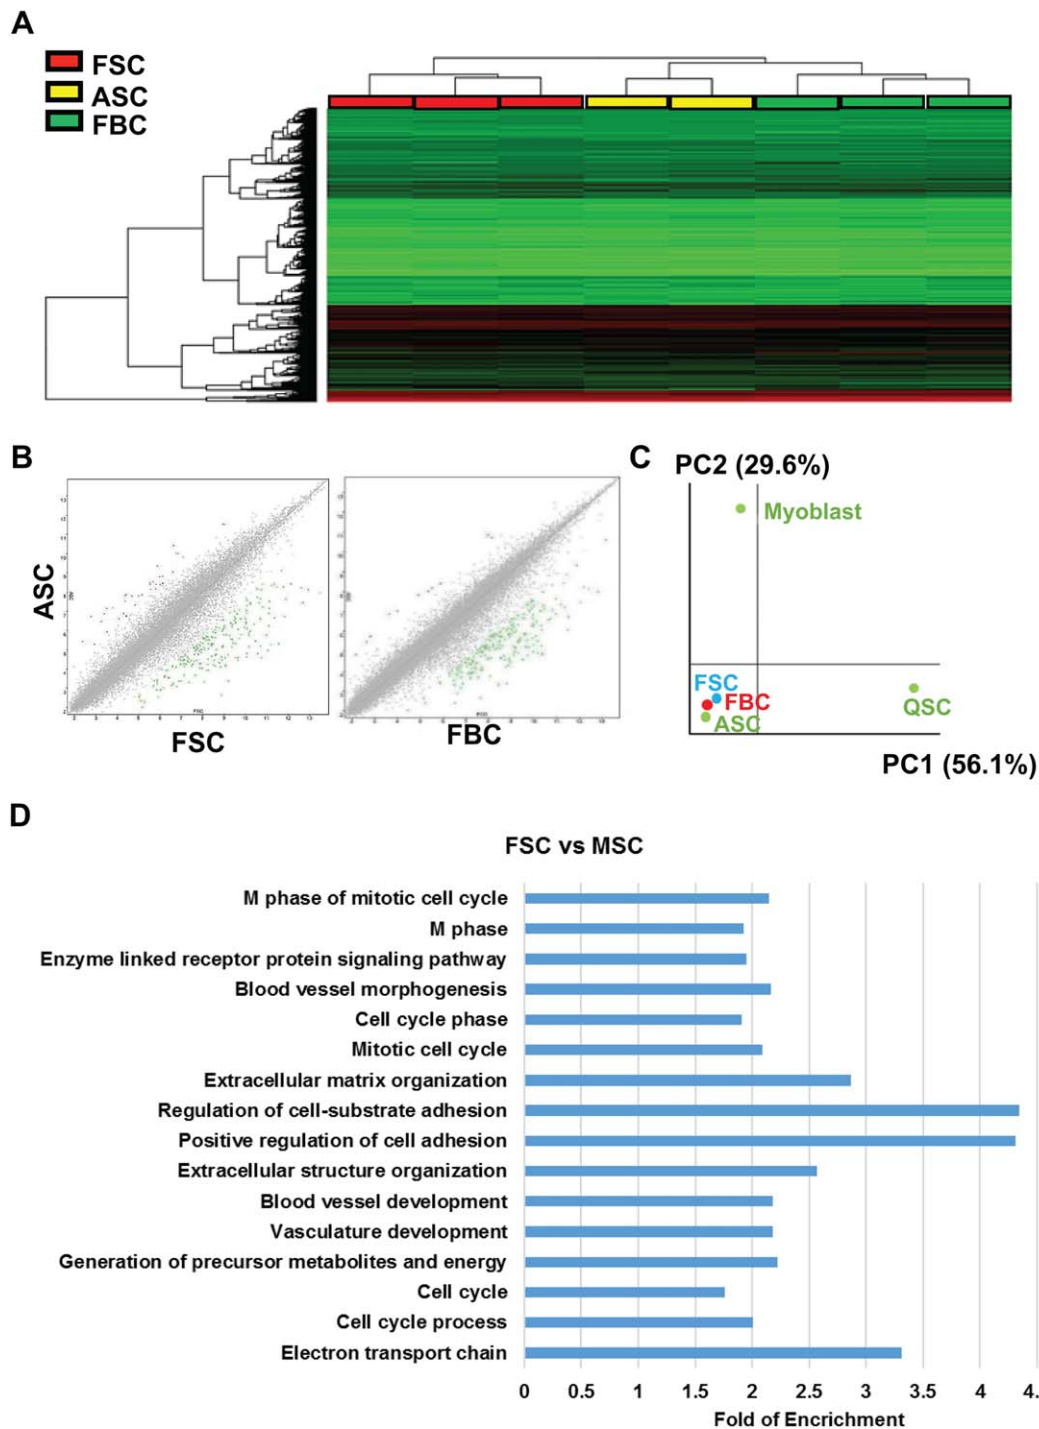 A
FSC
ASC
FBC
B
ASC
FSC
FBC
C
PC2 (29.6%)
Myoblast
FSC
FBC
ASC
QSC
PC1 (56.1%)
D
FSC vs MSC
M phase of mitotic cell cycle
M phase
Enzyme linked receptor protein signaling pathway
Blood vessel morphogenesis
Cell cycle phase
Mitotic cell cycle
Extracellular matrix organization
Regulation of cell-substrate adhesion
Positive regulation of cell adhesion
Extracellular structure organization
Blood vessel development
Vasculature development
Generation of precursor metabolites and energy
Cell cycle
Cell cycle process
Electron transport chain
0 0.5 1 1.5 2 2.5 3 3.5 4 4.
Fold of Encrichment